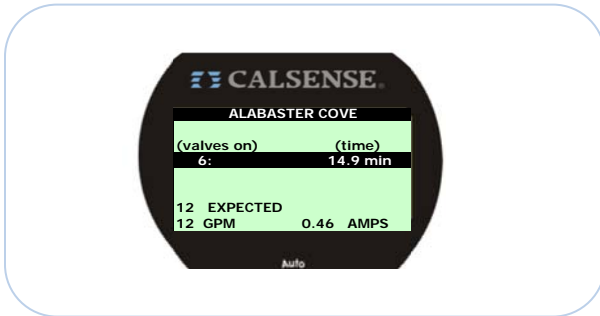 CALSENSE®
ALABASTER COVE
(valves on) (time)
6: 14.9 min
12 EXPECTED
12 GPM 0.46 AMPS
Auto